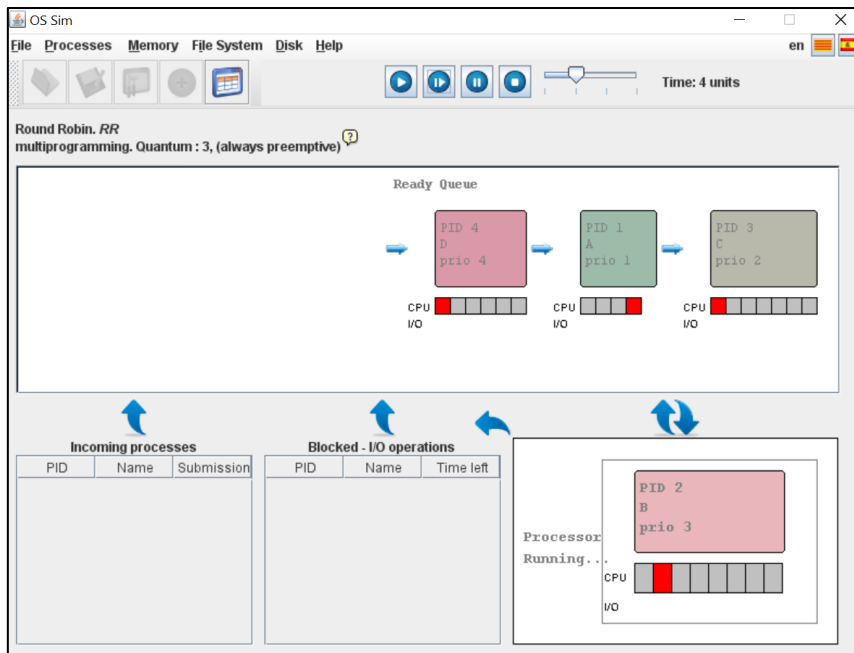 OS Sim
File Processes Memory File System Disk Help en
Time: 4 units
Round Robin. RR
multiprogramming. Quantum : 3, (always preemptive) ?
Ready Queue
PID 4
D
prio 4
CPU
I/O
PID 1
A
prio 1
CPU
I/O
PID 3
C
prio 2
CPU
I/O
Incoming processes
PID Name Submission
Blocked - I/O operations
PID Name Time left
Processor
Running...
PID 2
B
prio 3
CPU
I/O